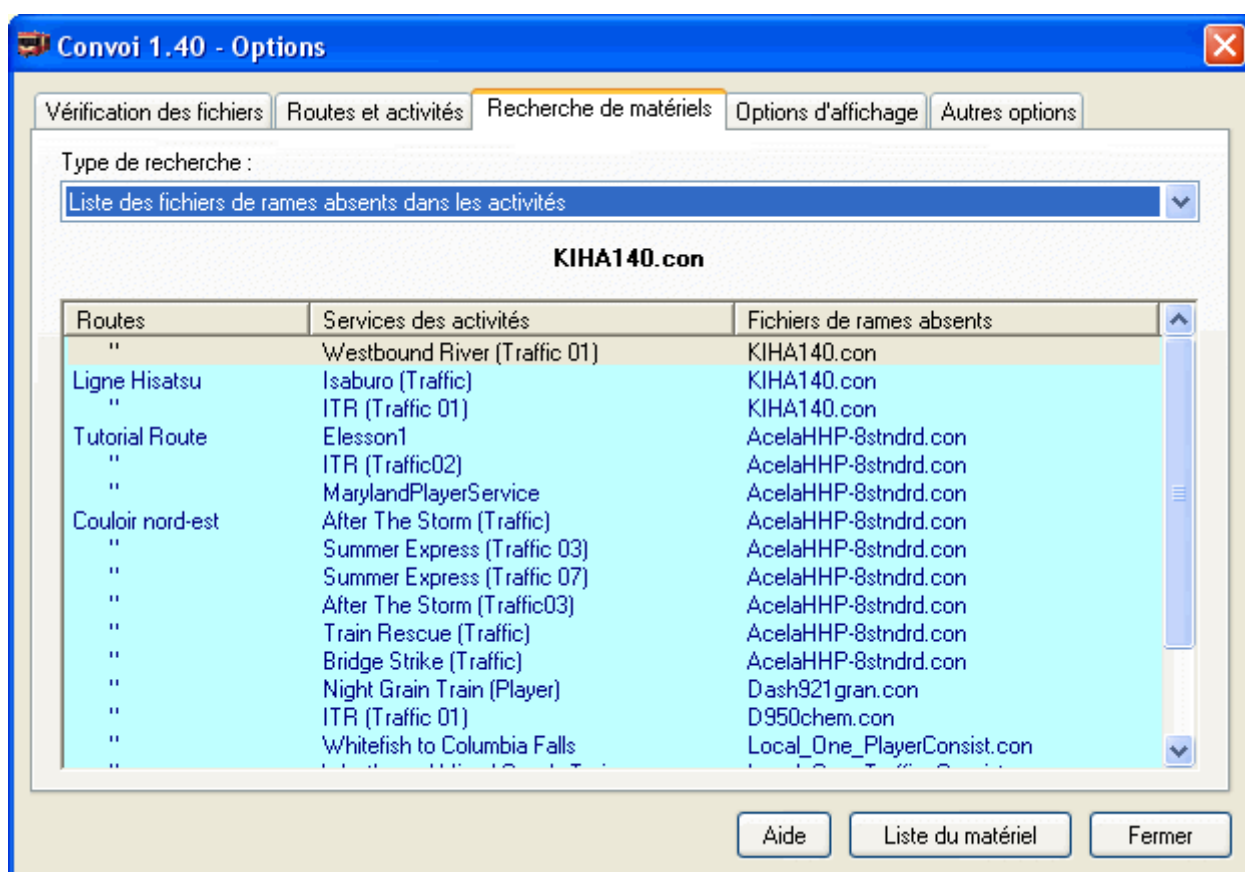 Convoi 1.40 - Options
Vérification des fichiers Routes et activités Recherche de matériels Options d'affichage Autres options
Type de recherche :
Liste des fichiers de rames absents dans les activités
KIHA140.con
Routes Services des activités Fichiers de rames absents
" Westbound River (Traffic 01) KIHA140.con
Ligne Hisatsu Isaburo (Traffic) KIHA140.con
" ITR (Traffic 01) KIHA140.con
Tutorial Route Elesson1 AcelaHHP-8stndrd.con
" ITR (Traffic02) AcelaHHP-8stndrd.con
" MarylandPlayerService AcelaHHP-8stndrd.con
Couloir nord-est After The Storm (Traffic) AcelaHHP-8stndrd.con
" Summer Express (Traffic 03) AcelaHHP-8stndrd.con
" Summer Express (Traffic 07) AcelaHHP-8stndrd.con
" After The Storm (Traffic03) AcelaHHP-8stndrd.con
" Train Rescue (Traffic) AcelaHHP-8stndrd.con
" Bridge Strike (Traffic) AcelaHHP-8stndrd.con
" Night Grain Train (Player) Dash921gran.con
" ITR (Traffic 01) D950chem.con
" Whitefish to Columbia Falls Local_One_PlayerConsist.con
Aide Liste du matériel Fermer